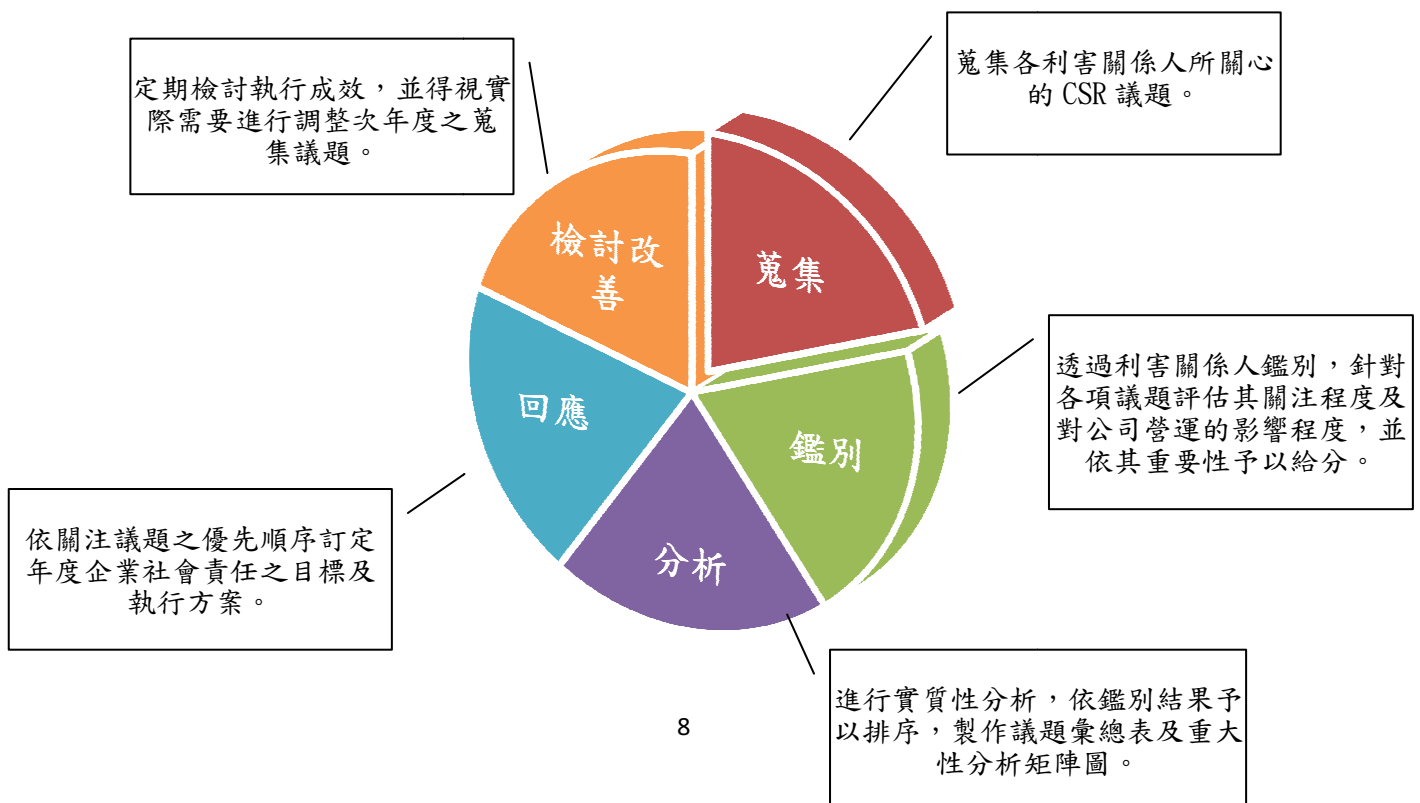 蒐集各利害關係人所關心
的 CSR 議題。
定期檢討執行成效，並得視實
際需要進行調整次年度之蒐
集議題。
檢討改
善
蒐集
透過利害關係人鑑別，針對
各項議題評估其關注程度及
對公司營運的影響程度，並
依其重要性予以給分。
回應
鑑別
依關注議題之優先順序訂定
年度企業社會責任之目標及
執行方案。
分析
進行實質性分析，依鑑別結果予
以排序，製作議題彙總表及重大
性分析矩陣圖。
8